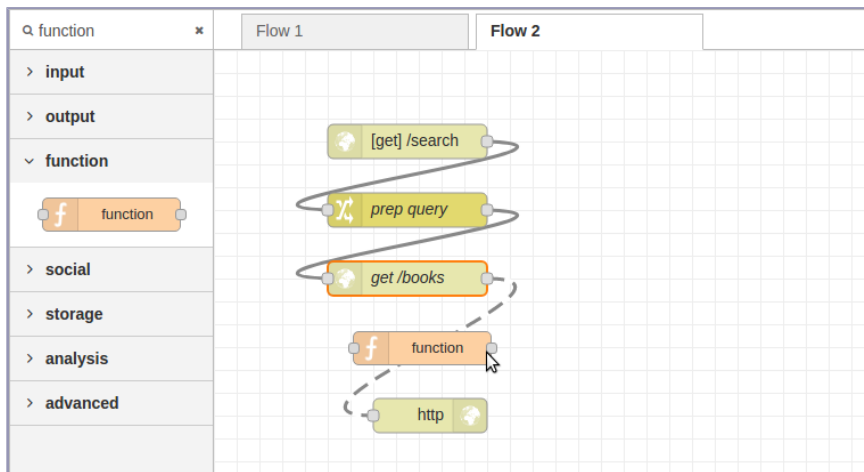 function
Flow 1
Flow 2
input
output
function
function
social
storage
analysis
advanced
[get] /search
prep query
get /books
function
http